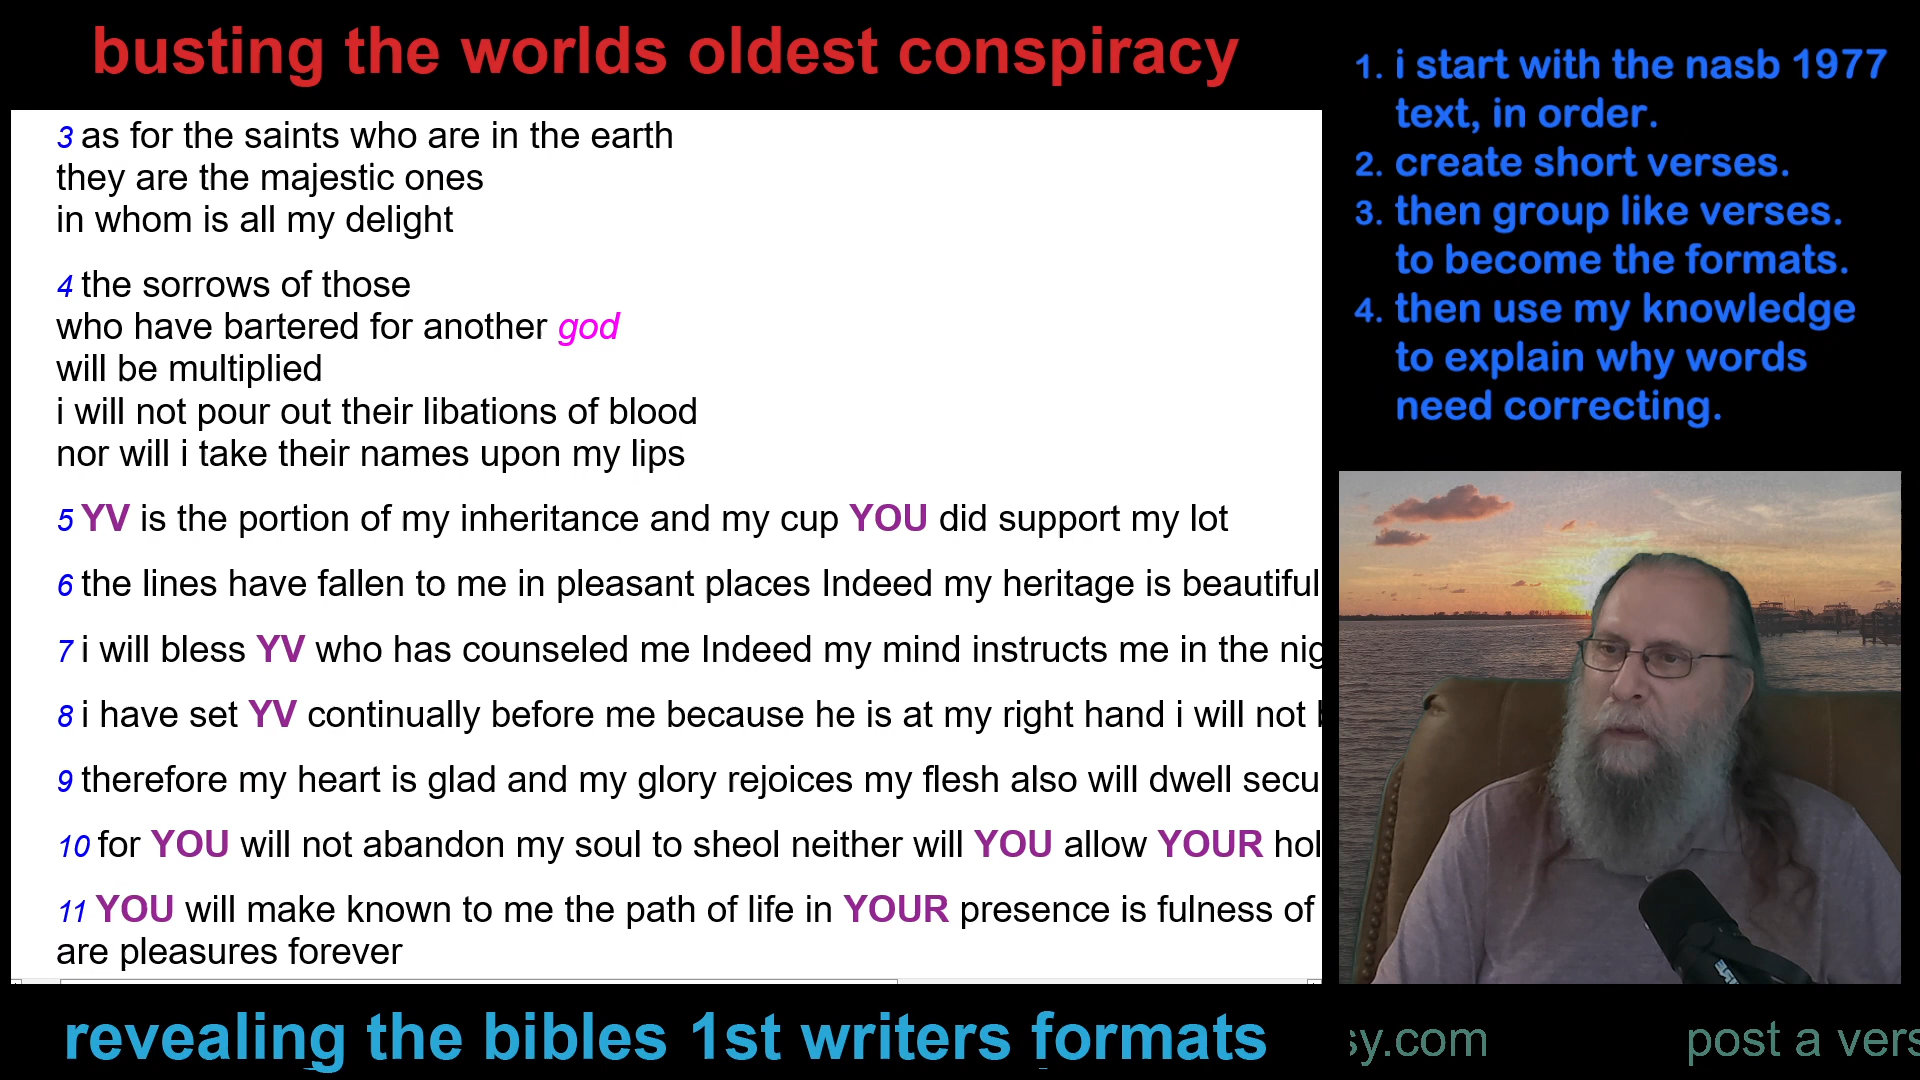 busting the worlds oldest conspiracy
3 as for the saints who are in the earth
they are the majestic ones
in whom is all my delight
4 the sorrows of those
who have bartered for another god
will be multiplied
i will not pour out their libations of blood
nor will i take their names upon my lips
5 YV is the portion of my inheritance and my cup YOU did support my lot
6 the lines have fallen to me in pleasant places Indeed my heritage is beautiful
7 i will bless YV who has counseled me Indeed my mind instructs me in the nig
8 i have set YV continually before me because he is at my right hand i will not
9 therefore my heart is glad and my glory rejoices my flesh also will dwell secu
10 for YOU will not abandon my soul to sheol neither will YOU allow YOUR hol
11 YOU will make known to me the path of life in YOUR presence is fulness of
are pleasures forever
revealing the bibles 1st writers formats
1. i start with the nasb 1977
text, in order.
2. create short verses.
3. then group like verses.
to become the formats.
4. then use my knowledge
to explain why words
need correcting.
sy.com post a vers